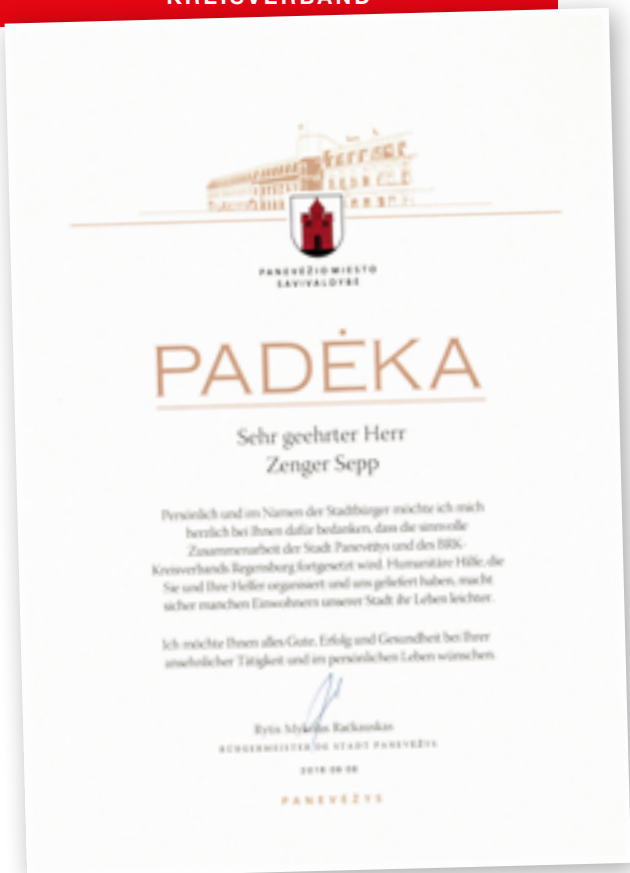 KREISVERBAND
PANEVĖŽIO MIESTO
SAVIVALDYBĖ
PADĖKA
Sehr geehrter Herr
Zenger Sepp
Persönlich und im Namen der Stadtbürger möchte ich mich
herzlich bei Ihnen dafür bedanken, dass die sinnvolle
Zusammenarbeit der Stadt Panevėžys und des BRK-
Kreisverbands Regensburg fortgesetzt wird. Humanitäre Hilfe, die
Sie und Ihre Helfer organisiert und uns geliefert haben, macht
sicher manchen Einwohnern unserer Stadt ihr Leben leichter.
Ich möchte Ihnen alles Gute, Erfolg und Gesundheit bei Ihrer
ansehnlicher Tätigkeit und im persönlichen Leben wünschen.
Rytis Mykolas Račkauskas
BÜRGERMEISTER DE STADT PANEVĖŽYS
PANEVĖŽYS